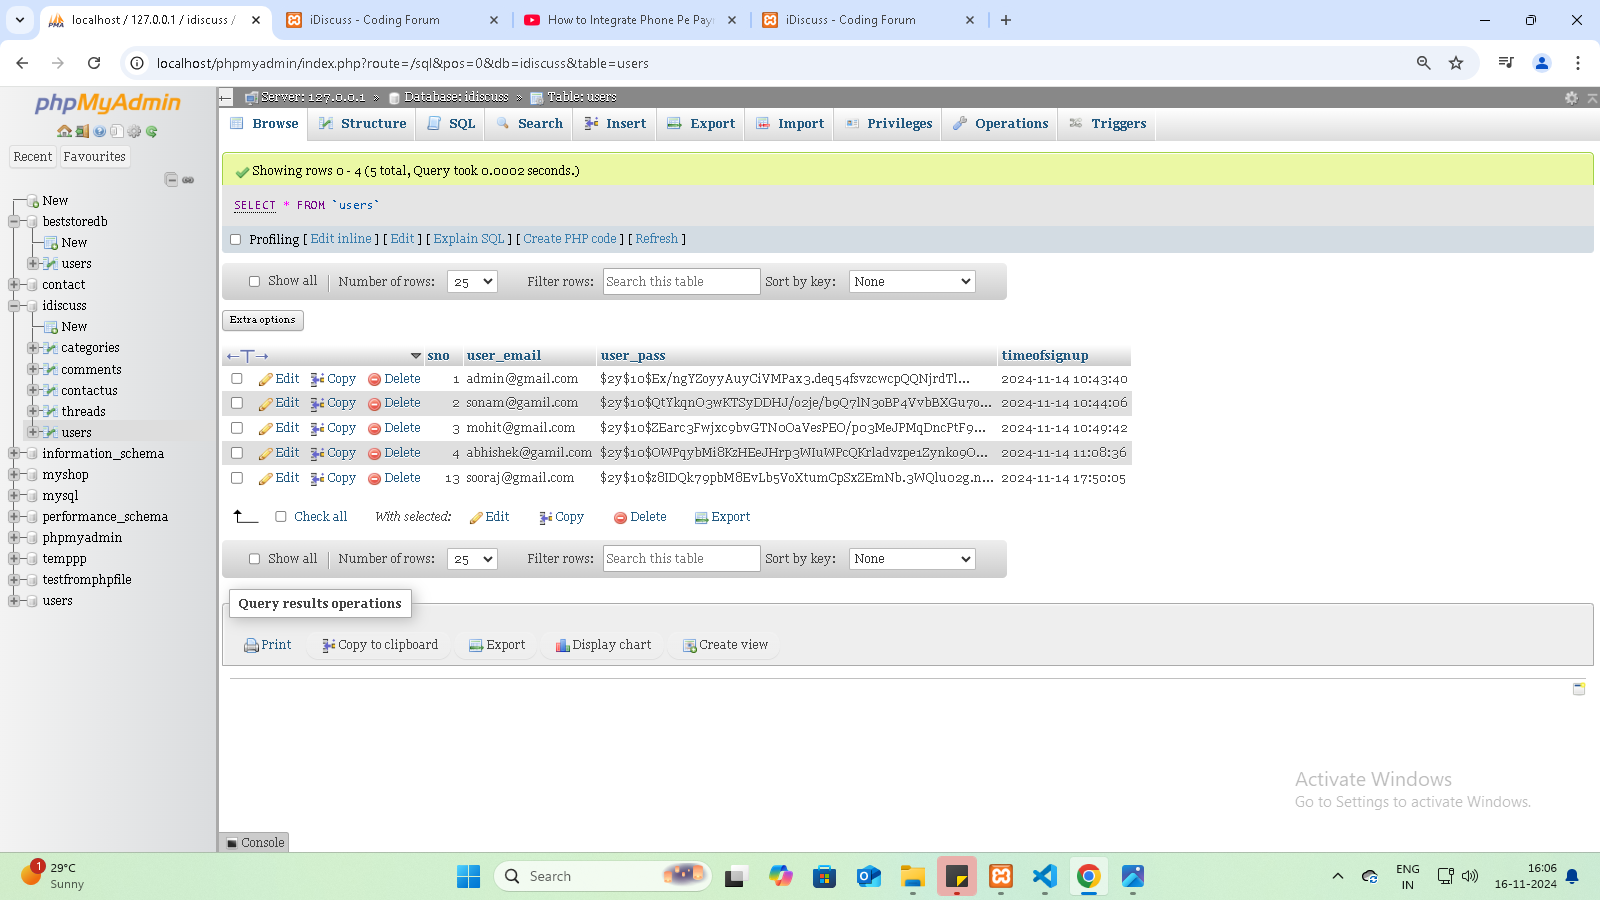 localhost / 127.0.0.1 / idiscuss /
iDiscuss - Coding Forum
How to Integrate Phone Pe Pay
iDiscuss - Coding Forum
localhost/phpmyadmin/index.php?route=/sql&pos=0&db=idiscuss&table=users
phpMyAdmin
Recent Favourites
New
beststoredb
New
users
contact
idiscuss
New
categories
comments
contactus
threads
users
information_schema
myshop
mysql
performance_schema
phpmyadmin
temppp
testfromphpfile
users
Server: 127.0.0.1 » Database: idiscuss » Table: users
Browse Structure SQL Search Insert Export Import Privileges Operations Triggers
Showing rows 0 - 4 (5 total, Query took 0.0002 seconds.)
SELECT * FROM `users`
Profiling [ Edit inline ] [ Edit ] [ Explain SQL ] [ Create PHP code ] [ Refresh ]
Show all Number of rows: 25 Filter rows: Search this table Sort by key: None
Extra options
sno user_email user_pass timeofsignup
Edit Copy Delete 1 admin@gmail.com $2y$10$Ex/ngYZoyyAuyCiVMPax3.deq54fsvzcwcpQQNjrdTl... 2024-11-14 10:43:40
Edit Copy Delete 2 sonam@gamil.com $2y$10$QtYkqnO3wKTSyDDHJ/o2je/b9Q7lN3oBP4VvbBXGu7o... 2024-11-14 10:44:06
Edit Copy Delete 3 mohit@gmail.com $2y$10$ZEarc3Fwjxc9bvGTNoOaVesPEO/po3MeJPMqDncPtF9... 2024-11-14 10:49:42
Edit Copy Delete 4 abhishek@gamil.com $2y$10$OWPqybMi8KzHEeJHrp3WIuWPcQKrladvzpe1Zynko9O... 2024-11-14 11:08:36
Edit Copy Delete 13 sooraj@gmail.com $2y$10$z8IDQk79pbM8EvLb5VoXtumCpSxZEmNb.3WQluo2g.n... 2024-11-14 17:50:05
Check all With selected: Edit Copy Delete Export
Show all Number of rows: 25 Filter rows: Search this table Sort by key: None
Query results operations
Print Copy to clipboard Export Display chart Create view
Activate Windows
Go to Settings to activate Windows.
Console
1
29°C
Sunny
Search
ENG
IN
16:06
16-11-2024